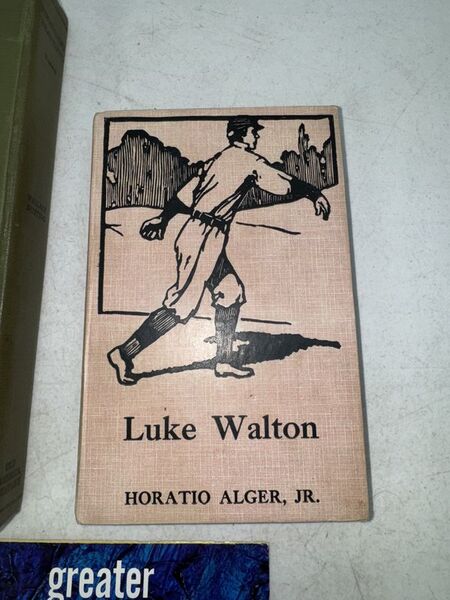 Luke Walton
HORATIO ALGER, JR.
greater